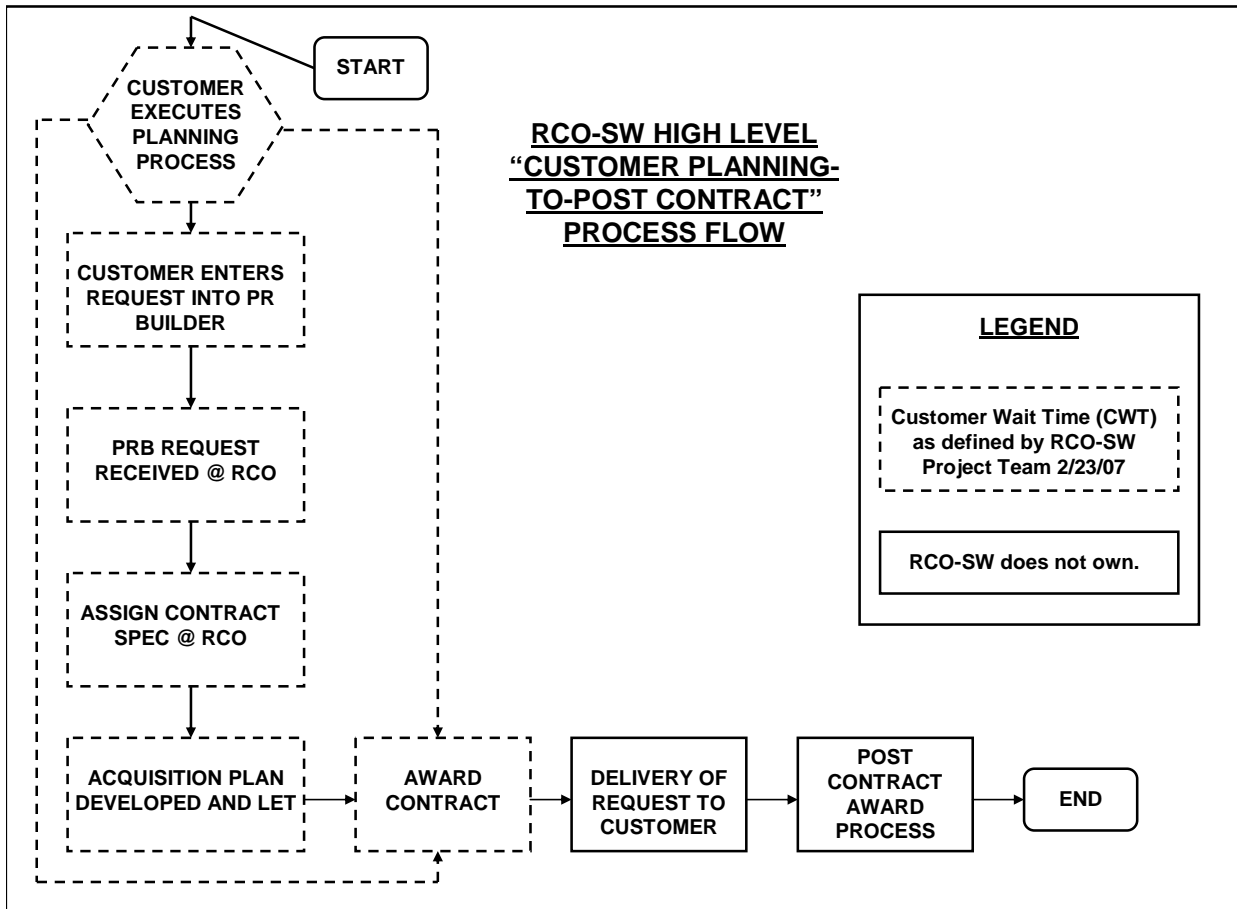 START
CUSTOMER
EXECUTES
PLANNING
PROCESS
RCO-SW HIGH LEVEL
“CUSTOMER PLANNING-
TO-POST CONTRACT”
PROCESS FLOW
CUSTOMER ENTERS
REQUEST INTO PR
BUILDER
PRB REQUEST
RECEIVED @ RCO
ASSIGN CONTRACT
SPEC @ RCO
ACQUISITION PLAN
DEVELOPED AND LET
AWARD
CONTRACT
DELIVERY OF
REQUEST TO
CUSTOMER
POST
CONTRACT
AWARD
PROCESS
END
LEGEND
Customer Wait Time (CWT)
as defined by RCO-SW
Project Team 2/23/07
RCO-SW does not own.